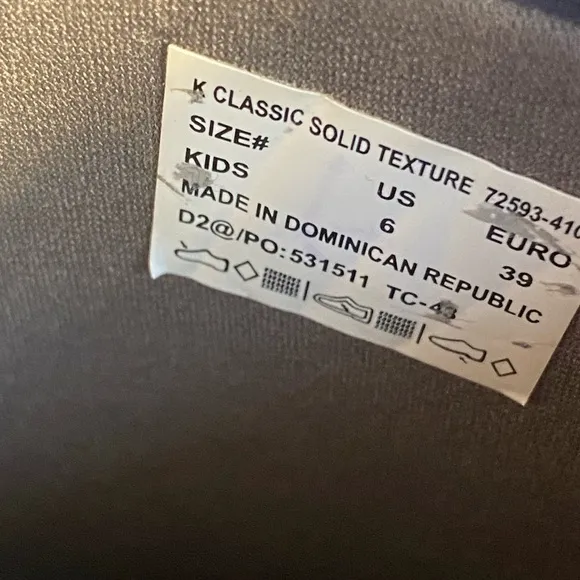 K CLASSIC SOLID TEXTURE 72593-410
SIZE# US EURO
KIDS 6 39
MADE IN DOMINICAN REPUBLIC
D2@/PO:531511 TC-43